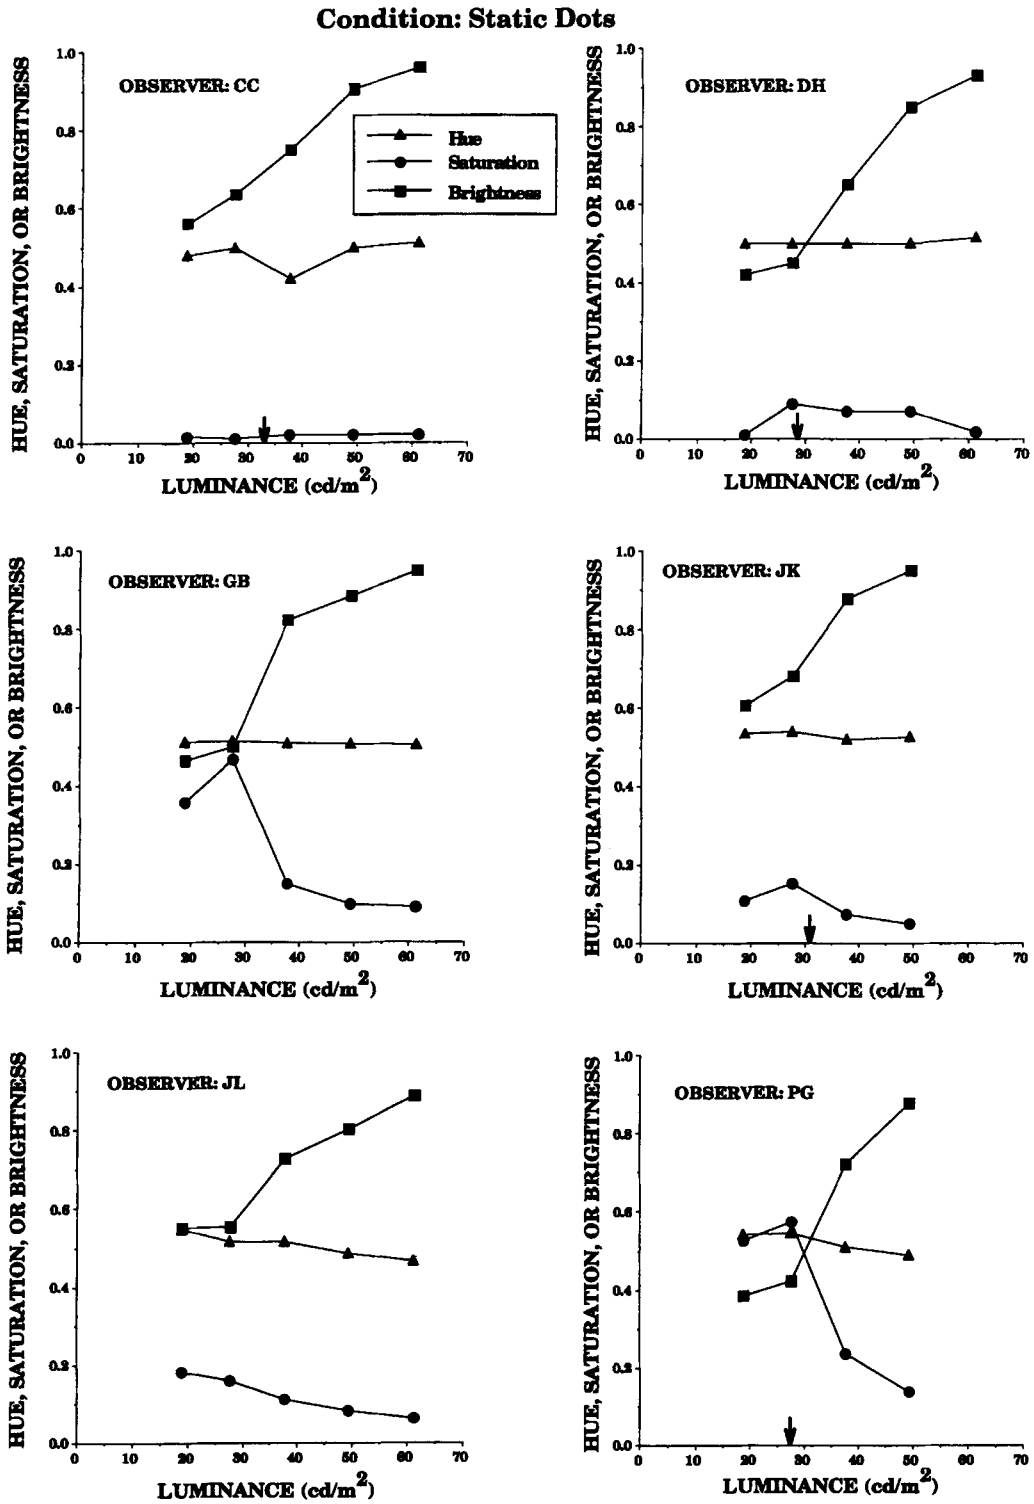 Condition: Static Dots
HUE, SATURATION, OR BRIGHTNESS
OBSERVER: CC
1.0
0.8
0.6
0.4
0.2
0.0
0 10 20 30 40 50 60 70
LUMINANCE (cd/m2)
Hue
Saturation
Brightness
HUE, SATURATION, OR BRIGHTNESS
OBSERVER: DH
1.0
0.8
0.6
0.4
0.2
0.0
0 10 20 30 40 50 60 70
LUMINANCE (cd/m2)
HUE, SATURATION, OR BRIGHTNESS
OBSERVER: GB
1.0
0.8
0.6
0.4
0.2
0.0
0 10 20 30 40 50 60 70
LUMINANCE (cd/m2)
HUE, SATURATION, OR BRIGHTNESS
OBSERVER: JK
1.0
0.8
0.6
0.4
0.2
0.0
0 10 20 30 40 50 60 70
LUMINANCE (cd/m2)
HUE, SATURATION, OR BRIGHTNESS
OBSERVER: JL
1.0
0.8
0.6
0.4
0.2
0.0
0 10 20 30 40 50 60 70
LUMINANCE (cd/m2)
HUE, SATURATION, OR BRIGHTNESS
OBSERVER: PG
1.0
0.8
0.6
0.4
0.2
0.0
0 10 20 30 40 50 60 70
LUMINANCE (cd/m2)